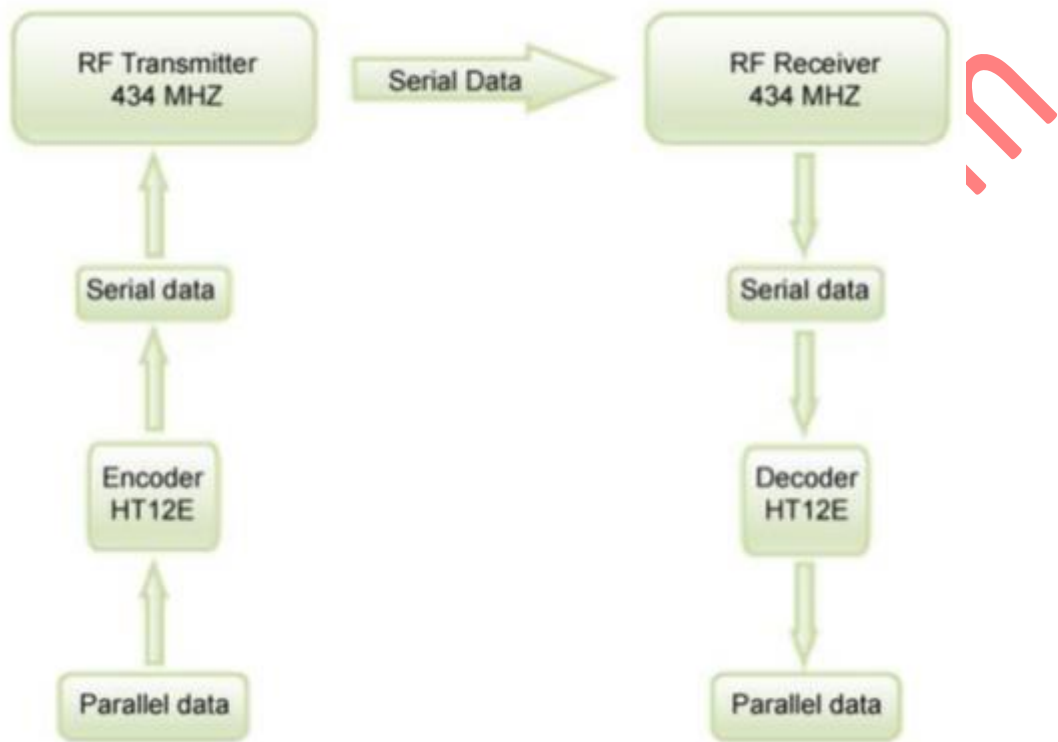 RF Transmitter
434 MHZ
Serial Data
RF Receiver
434 MHZ
Serial data
Serial data
Encoder
HT12E
Decoder
HT12E
Parallel data
Parallel data